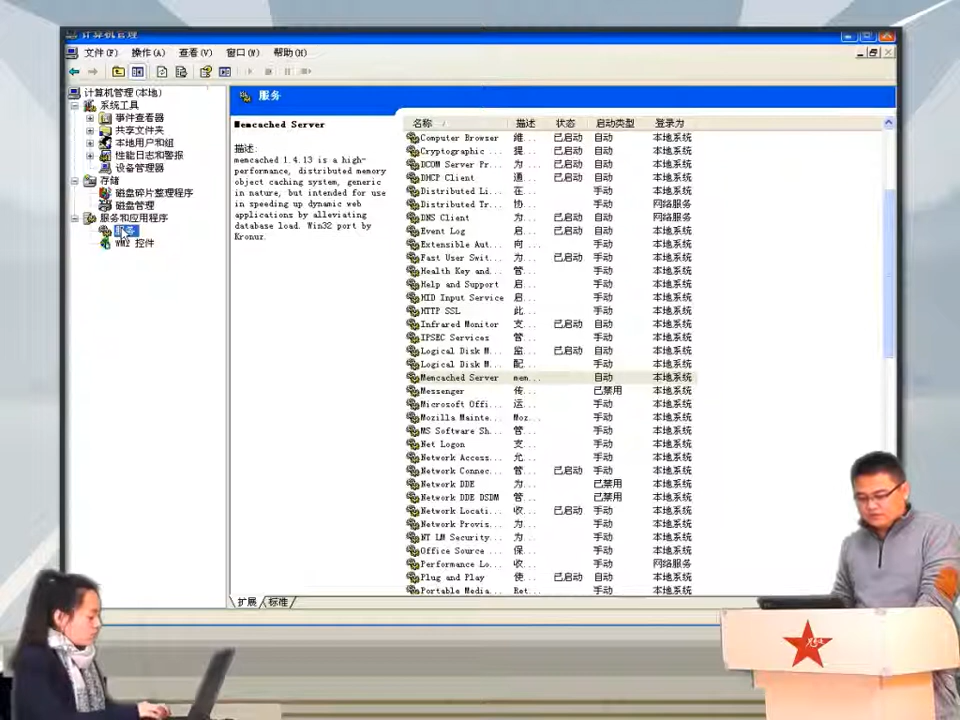 计算机管理
文件(F) 操作(A) 查看(V) 窗口(W) 帮助(H)
计算机管理(本地)
系统工具
事件查看器
共享文件夹
本地用户和组
性能日志和警报
设备管理器
存储
磁盘碎片整理程序
磁盘管理
服务和应用程序
服务
WMI 控件
服务
Memcached Server
描述:
memcached 1.4.13 is a high-
performance, distributed memory
object caching system, generic
in nature, but intended for use
in speeding up dynamic web
applications by alleviating
database load. Win32 port by
Kronur.
名称 描述 状态 启动类型 登录为
Computer Browser 维... 已启动 自动 本地系统
Cryptographic ... 提... 已启动 自动 本地系统
DCOM Server Pr... 为... 已启动 自动 本地系统
DHCP Client 通... 已启动 自动 本地系统
Distributed Li... 在... 手动 本地系统
Distributed Tr... 协... 手动 网络服务
DNS Client 为... 已启动 自动 网络服务
Event Log 启... 已启动 自动 本地系统
Extensible Aut... 向... 手动 本地系统
Fast User Swit... 为... 已启动 手动 本地系统
Health Key and... 管... 手动 本地系统
Help and Support 启... 手动 本地系统
HID Input Service 启... 手动 本地系统
HTTP SSL 此... 手动 本地系统
Infrared Monitor 支... 已启动 自动 本地系统
IPSEC Services 管... 手动 本地系统
Logical Disk M... 监... 已启动 自动 本地系统
Logical Disk M... 配... 手动 本地系统
Memcached Server mem... 自动 本地系统
Messenger 传... 已禁用 本地系统
Microsoft Offi... 运... 手动 本地系统
Mozilla Mainte... Moz... 手动 本地系统
MS Software Sh... 管... 手动 本地系统
Net Logon 支... 手动 本地系统
Network Access... 允... 手动 本地系统
Network Connec... 管... 已启动 手动 本地系统
Network DDE 为... 已禁用 本地系统
Network DDE DSDM 管... 已禁用 本地系统
Network Locati... 收... 已启动 手动 本地系统
Network Provis... 为... 手动 本地系统
NT LM Security... 为... 手动 本地系统
Office Source ... 保... 手动 本地系统
Performance Lo... 收... 手动 网络服务
Plug and Play 使... 已启动 自动 本地系统
Portable Media... Ret... 手动 本地系统
扩展 标准